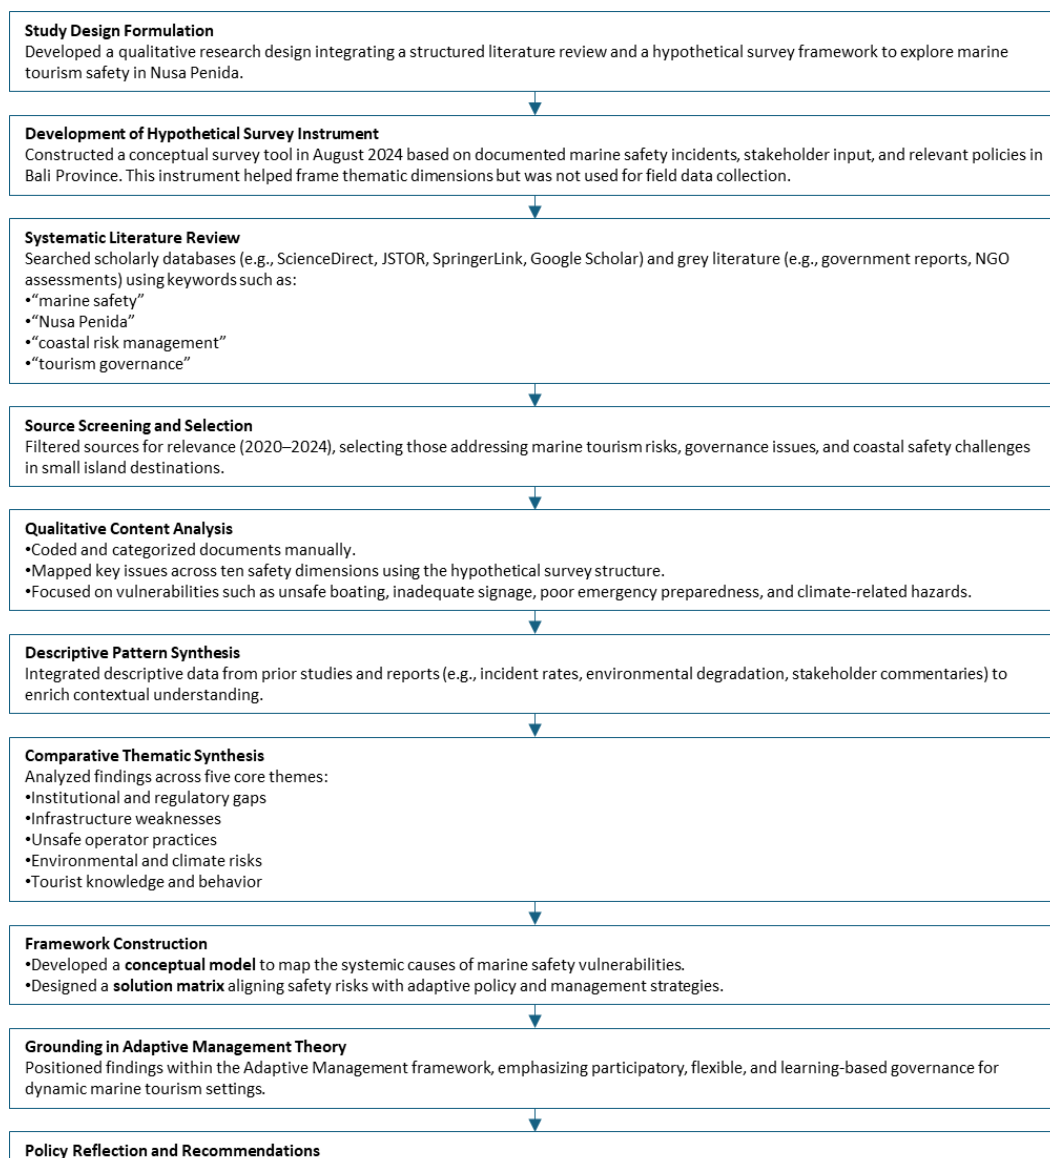 Study Design Formulation
Developed a qualitative research design integrating a structured literature review and a hypothetical survey framework to explore marine
tourism safety in Nusa Penida.
Development of Hypothetical Survey Instrument
Constructed a conceptual survey tool in August 2024 based on documented marine safety incidents, stakeholder input, and relevant policies in
Bali Province. This instrument helped frame thematic dimensions but was not used for field data collection.
Systematic Literature Review
Searched scholarly databases (e.g., ScienceDirect, JSTOR, SpringerLink, Google Scholar) and grey literature (e.g., government reports, NGO
assessments) using keywords such as:
•“marine safety”
•“Nusa Penida”
•“coastal risk management”
•“tourism governance”
Source Screening and Selection
Filtered sources for relevance (2020–2024), selecting those addressing marine tourism risks, governance issues, and coastal safety challenges
in small island destinations.
Qualitative Content Analysis
•Coded and categorized documents manually.
•Mapped key issues across ten safety dimensions using the hypothetical survey structure.
•Focused on vulnerabilities such as unsafe boating, inadequate signage, poor emergency preparedness, and climate-related hazards.
Descriptive Pattern Synthesis
Integrated descriptive data from prior studies and reports (e.g., incident rates, environmental degradation, stakeholder commentaries) to
enrich contextual understanding.
Comparative Thematic Synthesis
Analyzed findings across five core themes:
•Institutional and regulatory gaps
•Infrastructure weaknesses
•Unsafe operator practices
•Environmental and climate risks
•Tourist knowledge and behavior
Framework Construction
•Developed a conceptual model to map the systemic causes of marine safety vulnerabilities.
•Designed a solution matrix aligning safety risks with adaptive policy and management strategies.
Grounding in Adaptive Management Theory
Positioned findings within the Adaptive Management framework, emphasizing participatory, flexible, and learning-based governance for
dynamic marine tourism settings.
Policy Reflection and Recommendations